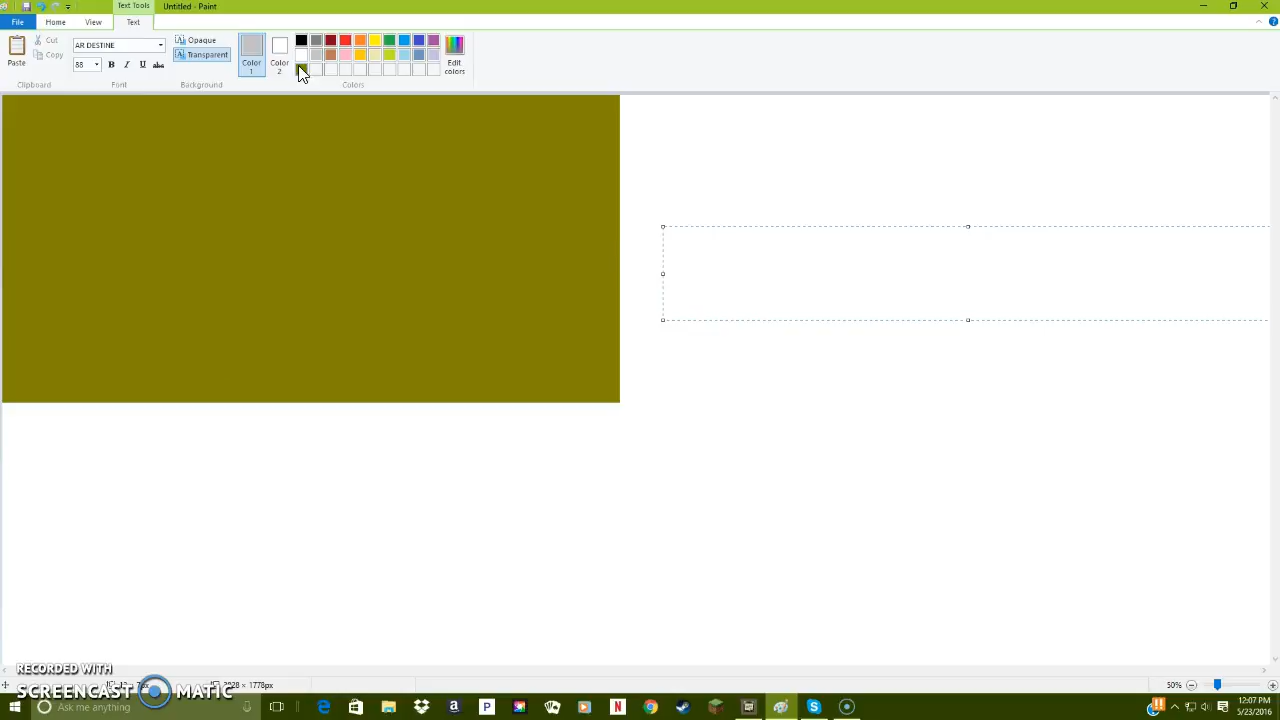 Text Tools
Untitled - Paint
File
Home
View
Text
Paste
Cut
Copy
Clipboard
AR DESTINE
88
B I U abc
Font
Opaque
Transparent
Background
Color 1
Color 2
Edit colors
Colors
RECORDED WITH
SCREENCAST MATIC
1778px
50%
Ask me anything
12:07 PM
5/23/2016